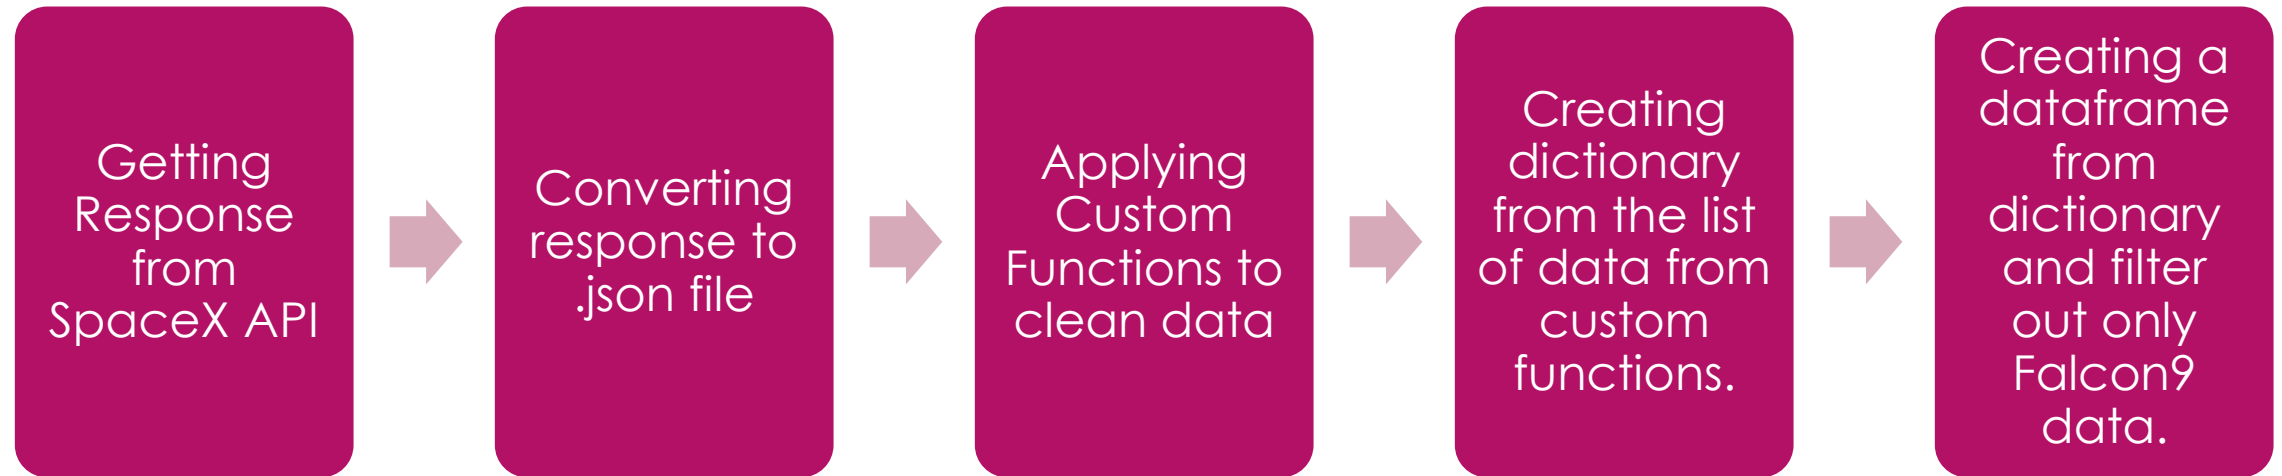 Getting
Response
from
SpaceX API
Converting
response to
.json file
Applying
Custom
Functions to
clean data
Creating
dictionary
from the list
of data from
custom
functions.
Creating a
dataframe
from
dictionary
and filter
out only
Falcon9
data.